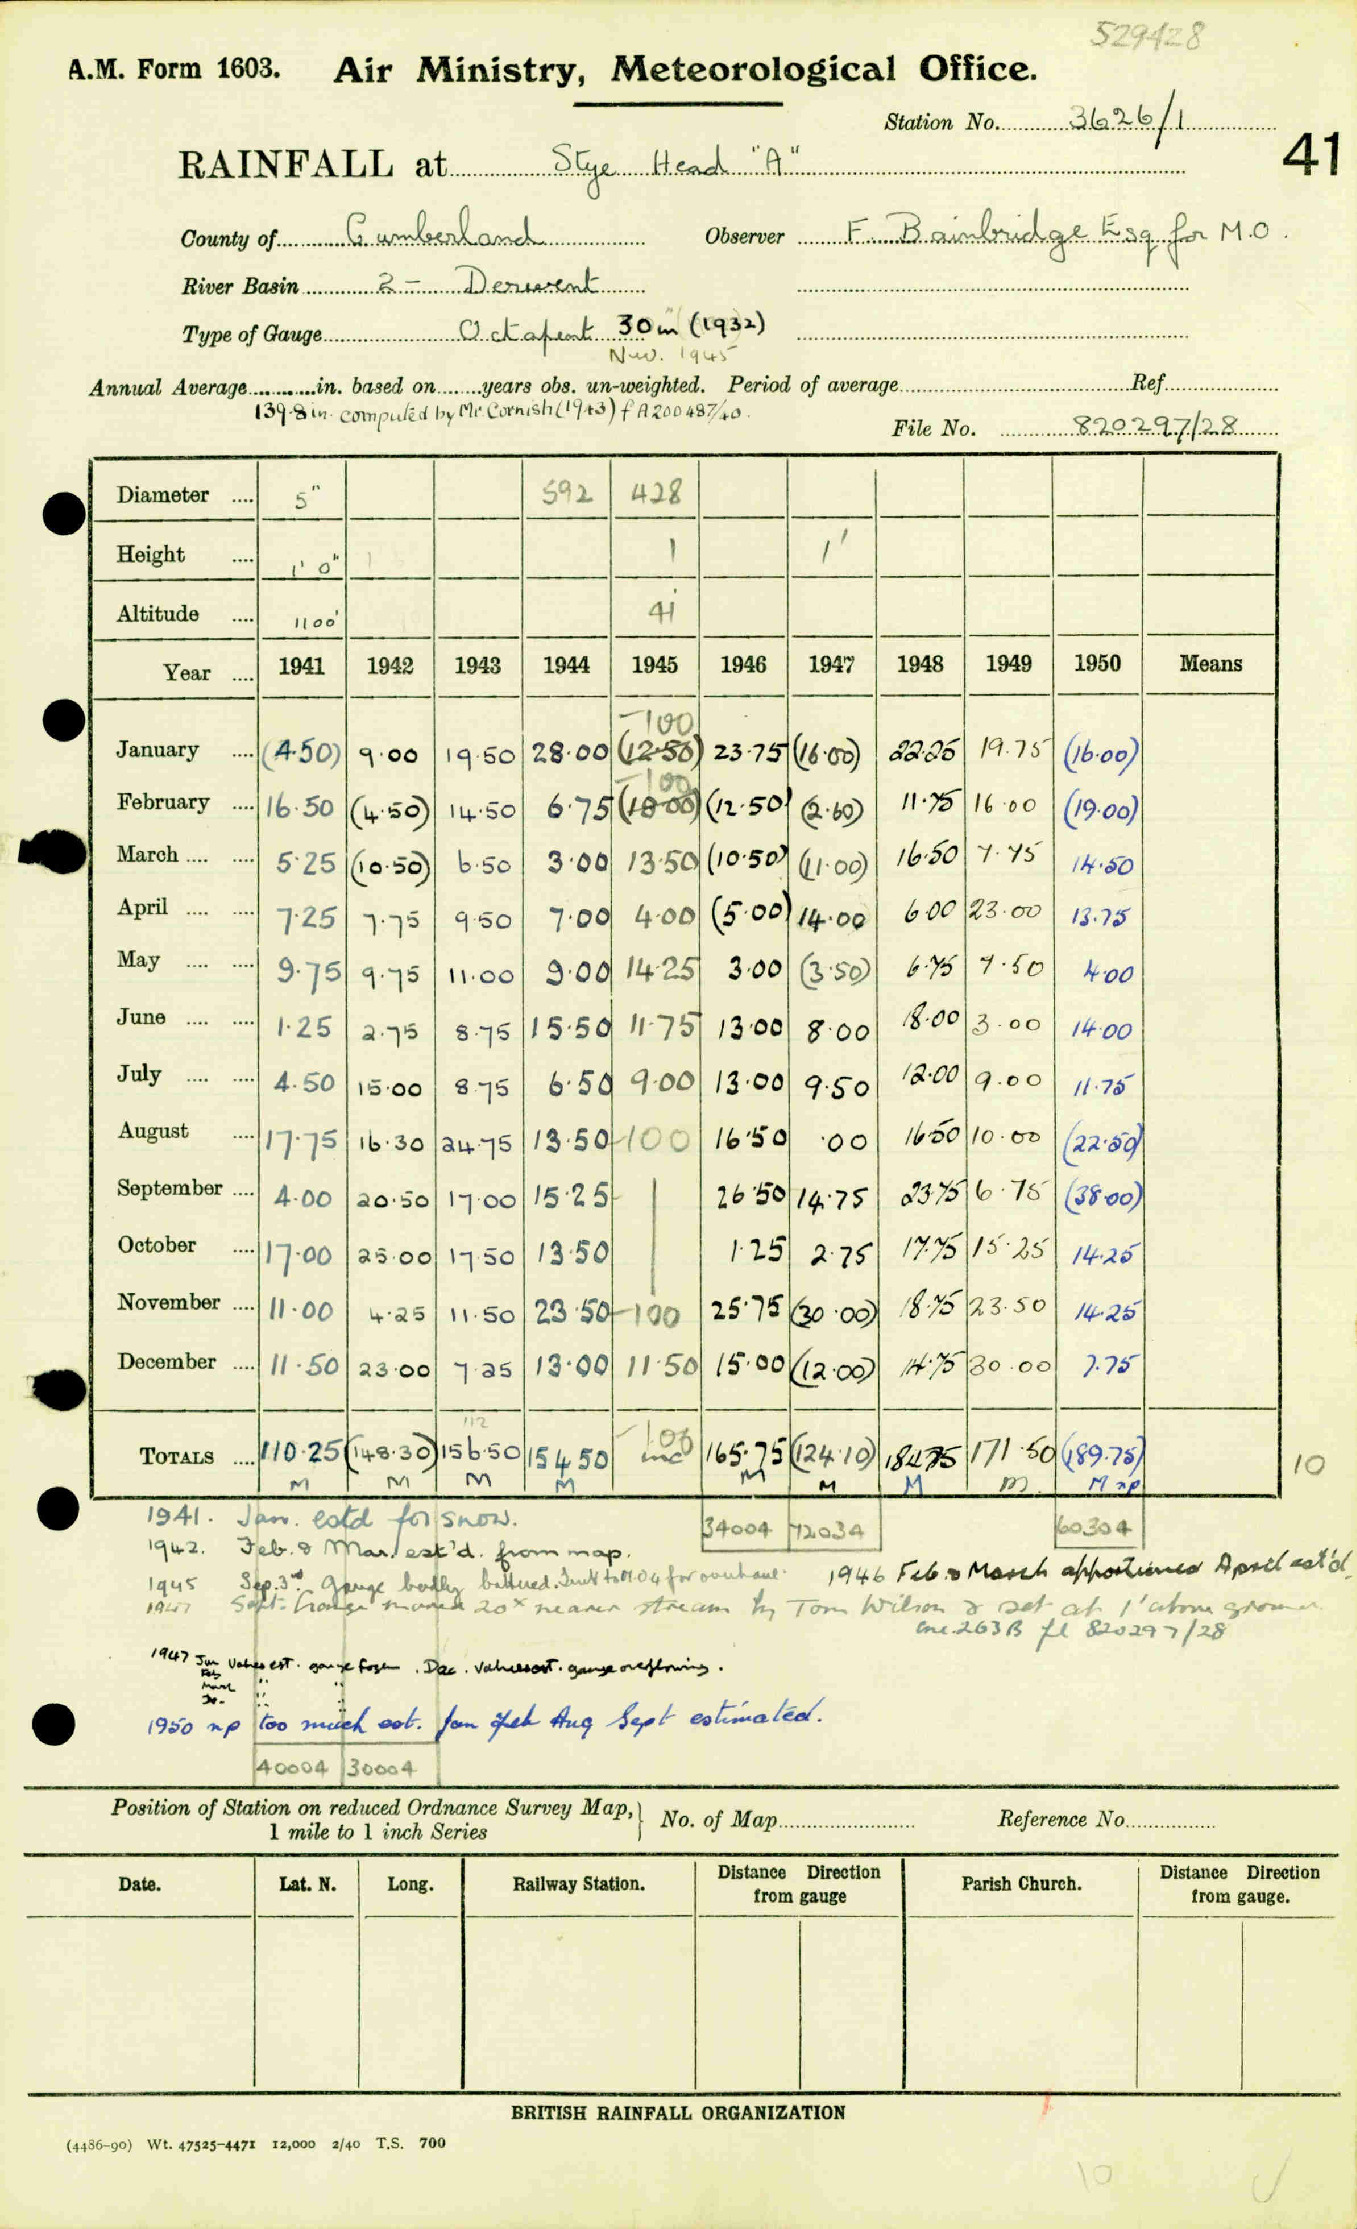 529428
A.M. Form 1603. Air Ministry, Meteorological Office.
Station No. 3626/1
41
RAINFALL at Stye Head "A"
County of Cumberland Observer F. Bainbridge Esq for M.O.
River Basin 2 - Derwent
Type of Gauge Octapent 30 in (1932)
Nov. 1945
Annual Average in. based on years obs. un-weighted. Period of average Ref.
139.8 in. computed by Mr Cornish (1943) f A200487/40.
File No. 820297/28
Diameter 5" 592 428
Height 1' 0" 1 1'
Altitude 1100' 41
Year 1941 1942 1943 1944 1945 1946 1947 1948 1949 1950 Means
-100
January (4.50) 9.00 19.50 28.00 (12.50) 23.75 (16.00) 22.25 19.75 (16.00)
-100
February 16.50 (4.50) 14.50 6.75 (18.00) (12.50) (2.60) 11.75 16.00 (19.00)
March 5.25 (10.50) 6.50 3.00 13.50 (10.50) (11.00) 16.50 7.75 14.50
April 7.25 7.75 9.50 7.00 4.00 (5.00) 14.00 6.00 23.00 13.75
May 9.75 9.75 11.00 9.00 14.25 3.00 (3.50) 6.75 7.50 4.00
June 1.25 2.75 8.75 15.50 11.75 13.00 8.00 18.00 3.00 14.00
July 4.50 15.00 8.75 6.50 9.00 13.00 9.50 12.00 9.00 11.75
August 17.75 16.30 24.75 13.50 -100 16.50 .00 16.50 10.00 (22.50)
September 4.00 20.50 17.00 15.25 26.50 14.75 23.75 6.75 (38.00)
October 17.00 25.00 17.50 13.50 1.25 2.75 17.75 15.25 14.25
November 11.00 4.25 11.50 23.50 -100 25.75 (30.00) 18.75 23.50 14.25
December 11.50 23.00 7.25 13.00 11.50 15.00 (12.00) 14.75 30.00 7.75
112 -100
TOTALS 110.25 (148.30) 156.50 154.50 inc 165.75 (124.10) 184.75 171.50 (189.75) 10
M M M M M M M m M np
1941. Jan. estd for snow. 34004 72034 60304
1942. Feb. & Mar. est'd. from map.
1945 Sep. 3rd gauge badly battered. Sent to M.O.4 for overhaul. 1946 Feb & March apportioned April est'd.
1947 Sept. Gauge moved 20x nearer stream by Tom Wilson & set at 1' above ground
263B fl 820297/28
1947 Jan values est. gauge frozen. Dec. values est. gauge overflowing.
Feb " "
March " "
1950 np too much est. Jan Feb Aug Sept estimated.
40004 30004
Position of Station on reduced Ordnance Survey Map, 1 mile to 1 inch Series } No. of Map Reference No.
Date. Lat. N. Long. Railway Station. Distance Direction from gauge Parish Church. Distance Direction from gauge.
BRITISH RAINFALL ORGANIZATION
(4486-90) Wt. 47525-4471 12,000 2/40 T.S. 700
10